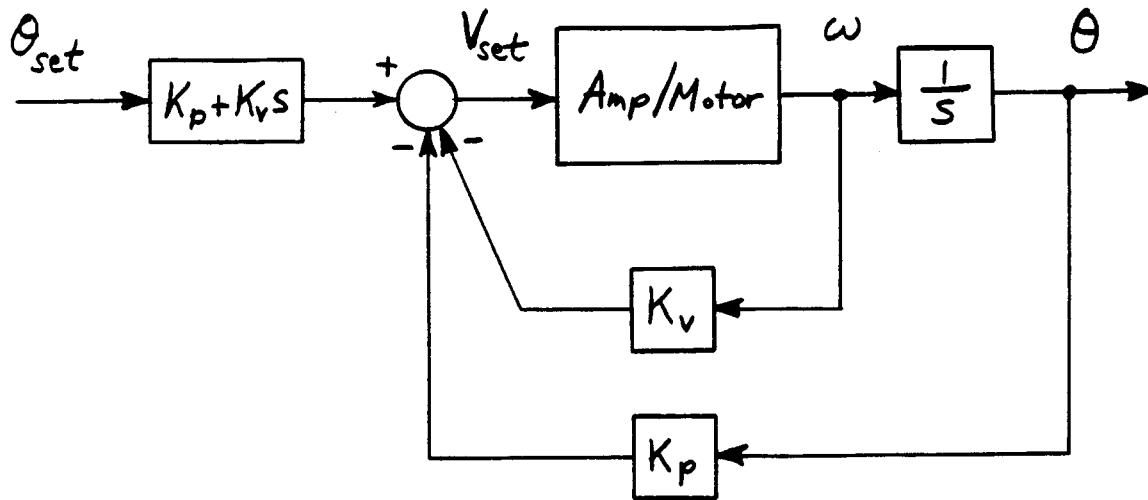 θset
Kp+Kvs
+
-
-
Vset
Amp/Motor
ω
1/s
θ
Kv
Kp